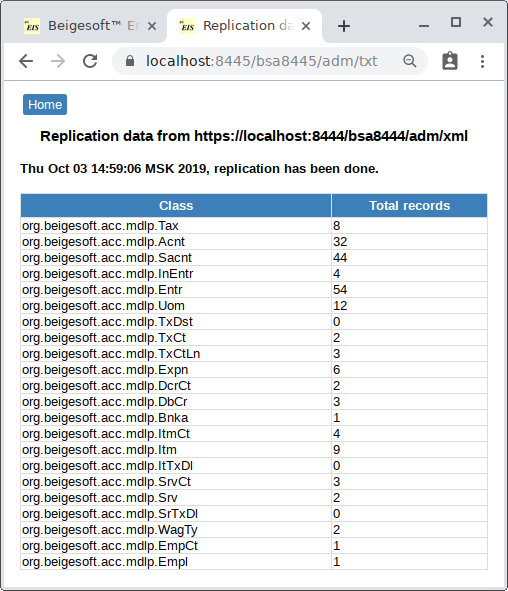 EIS Beigesoft™ En
EIS Replication da
localhost:8445/bsa8445/adm/txt
Home
Replication data from https://localhost:8444/bsa8444/adm/xml
Thu Oct 03 14:59:06 MSK 2019, replication has been done.
Class Total records
org.beigesoft.acc.mdlp.Tax 8
org.beigesoft.acc.mdlp.Acnt 32
org.beigesoft.acc.mdlp.Sacnt 44
org.beigesoft.acc.mdlp.InEntr 4
org.beigesoft.acc.mdlp.Entr 54
org.beigesoft.acc.mdlp.Uom 12
org.beigesoft.acc.mdlp.TxDst 0
org.beigesoft.acc.mdlp.TxCt 2
org.beigesoft.acc.mdlp.TxCtLn 3
org.beigesoft.acc.mdlp.Expn 6
org.beigesoft.acc.mdlp.DcrCt 2
org.beigesoft.acc.mdlp.DbCr 3
org.beigesoft.acc.mdlp.Bnka 1
org.beigesoft.acc.mdlp.ItmCt 4
org.beigesoft.acc.mdlp.Itm 9
org.beigesoft.acc.mdlp.ItTxDl 0
org.beigesoft.acc.mdlp.SrvCt 3
org.beigesoft.acc.mdlp.Srv 2
org.beigesoft.acc.mdlp.SrTxDl 0
org.beigesoft.acc.mdlp.WagTy 2
org.beigesoft.acc.mdlp.EmpCt 1
org.beigesoft.acc.mdlp.Empl 1